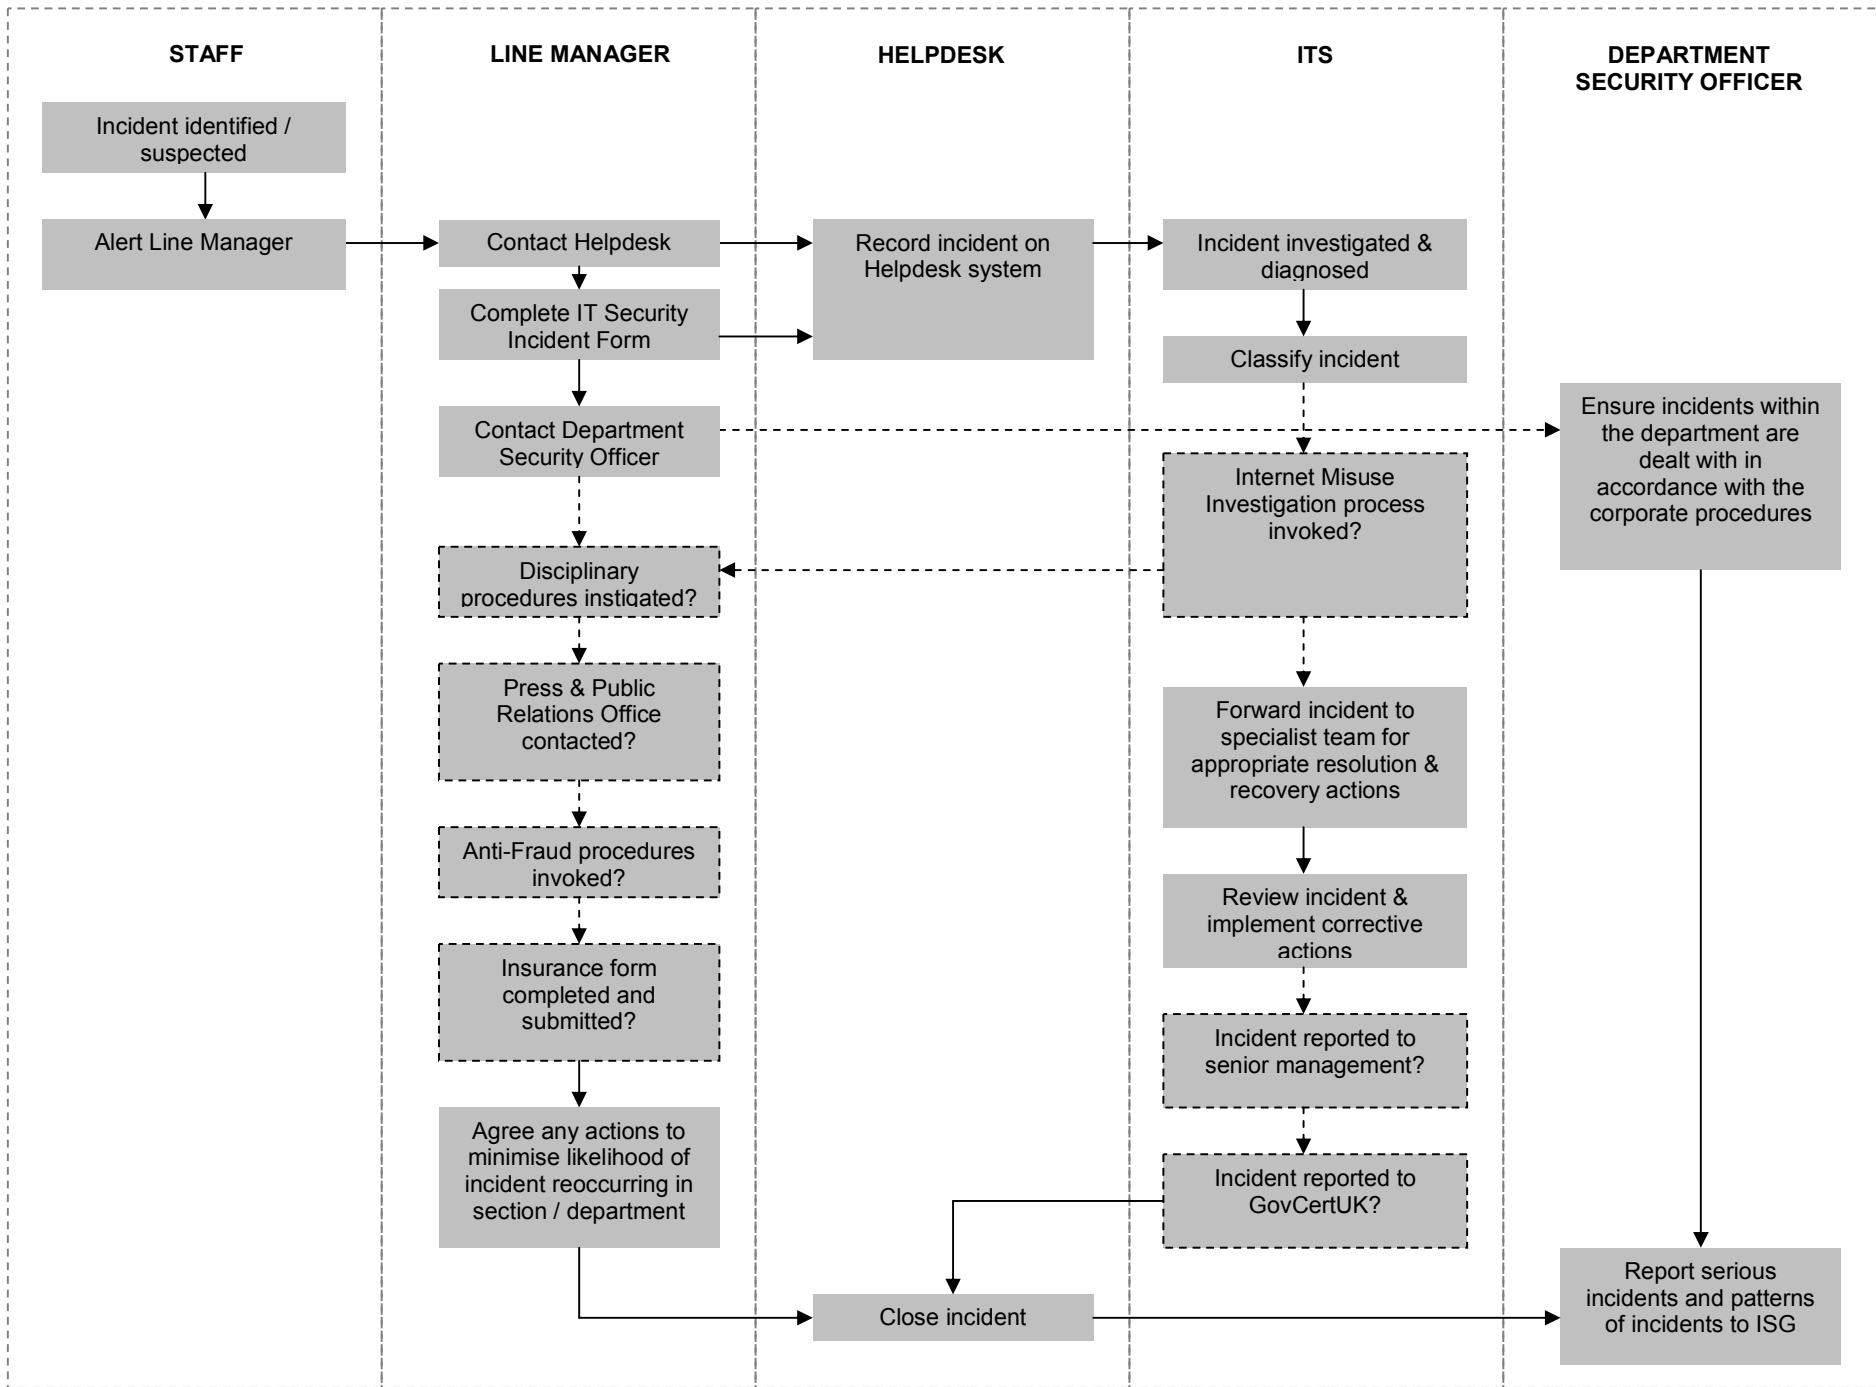 STAFF
LINE MANAGER
HELPDESK
ITS
DEPARTMENT
SECURITY OFFICER
Incident identified /
suspected
Alert Line Manager
Contact Helpdesk
Complete IT Security
Incident Form
Contact Department
Security Officer
Disciplinary
procedures instigated?
Press & Public
Relations Office
contacted?
Anti-Fraud procedures
invoked?
Insurance form
completed and
submitted?
Agree any actions to
minimise likelihood of
incident reoccurring in
section / department
Record incident on
Helpdesk system
Close incident
Incident investigated &
diagnosed
Classify incident
Internet Misuse
Investigation process
invoked?
Forward incident to
specialist team for
appropriate resolution &
recovery actions
Review incident &
implement corrective
actions
Incident reported to
senior management?
Incident reported to
GovCertUK?
Ensure incidents within
the department are
dealt with in
accordance with the
corporate procedures
Report serious
incidents and patterns
of incidents to ISG